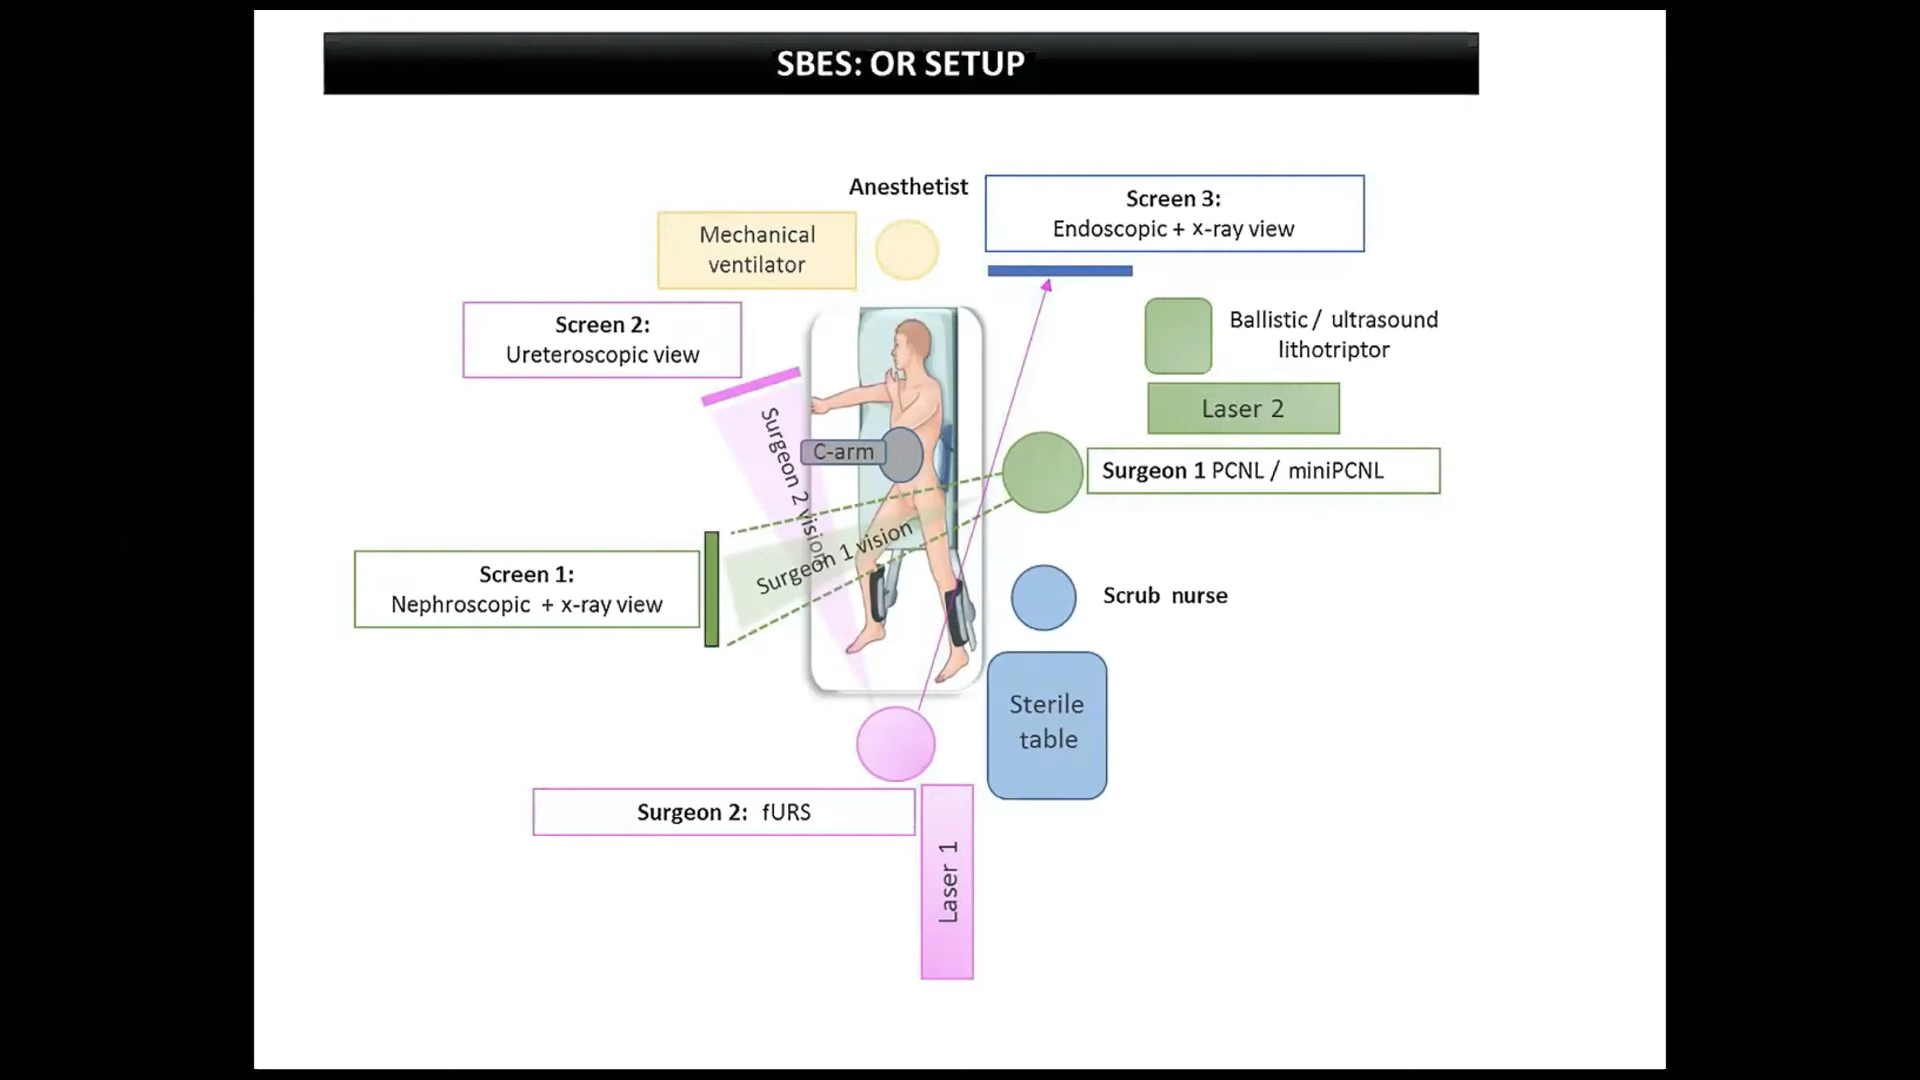 SBES: OR SETUP
Anesthetist
Screen 3:
Endoscopic + x-ray view
Mechanical
ventilator
Screen 2:
Ureteroscopic view
Ballistic / ultrasound
lithotriptor
Laser 2
Surgeon 2 vision
C-arm
Surgeon 1 PCNL / miniPCNL
Surgeon 1 vision
Screen 1:
Nephroscopic + x-ray view
Scrub nurse
Sterile
table
Surgeon 2: fURS
Laser 1